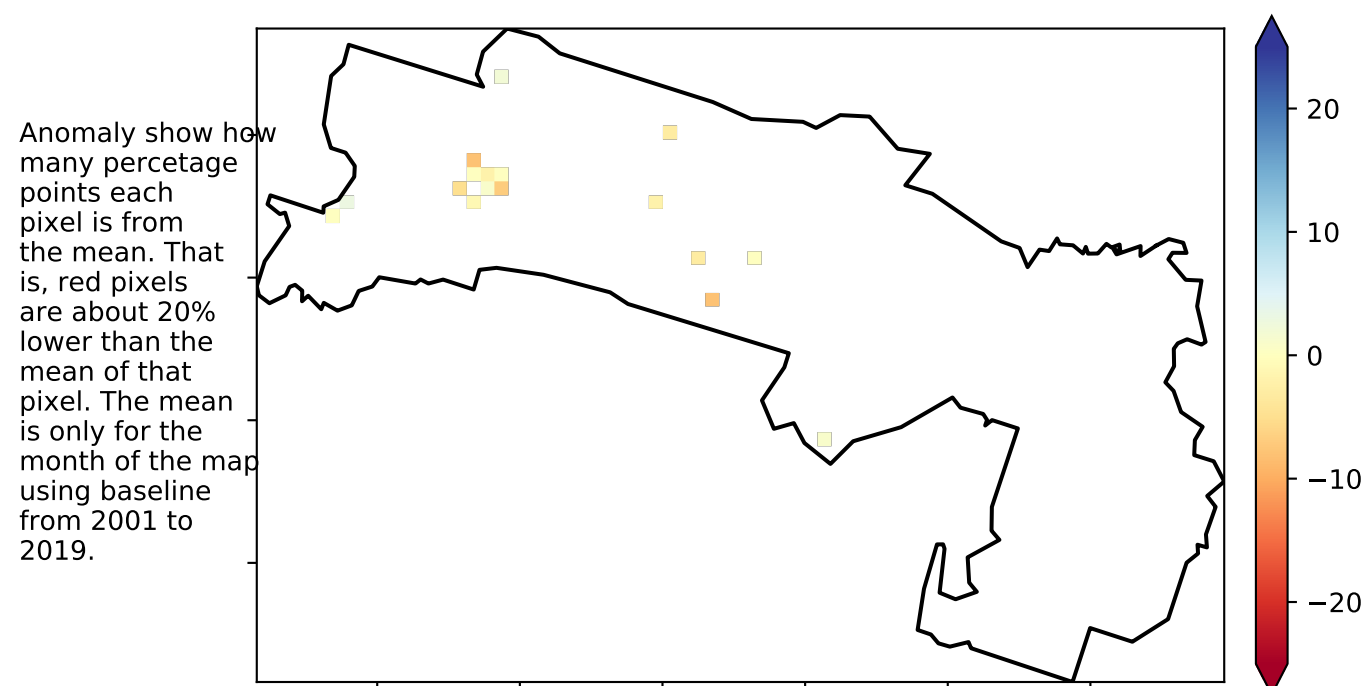 Anomaly show how
many percetage
points each
pixel is from
the mean. That
is, red pixels
are about 20%
lower than the
mean of that
pixel. The mean
is only for the
month of the map
using baseline
from 2001 to
2019.
20
10
0
−10
−20